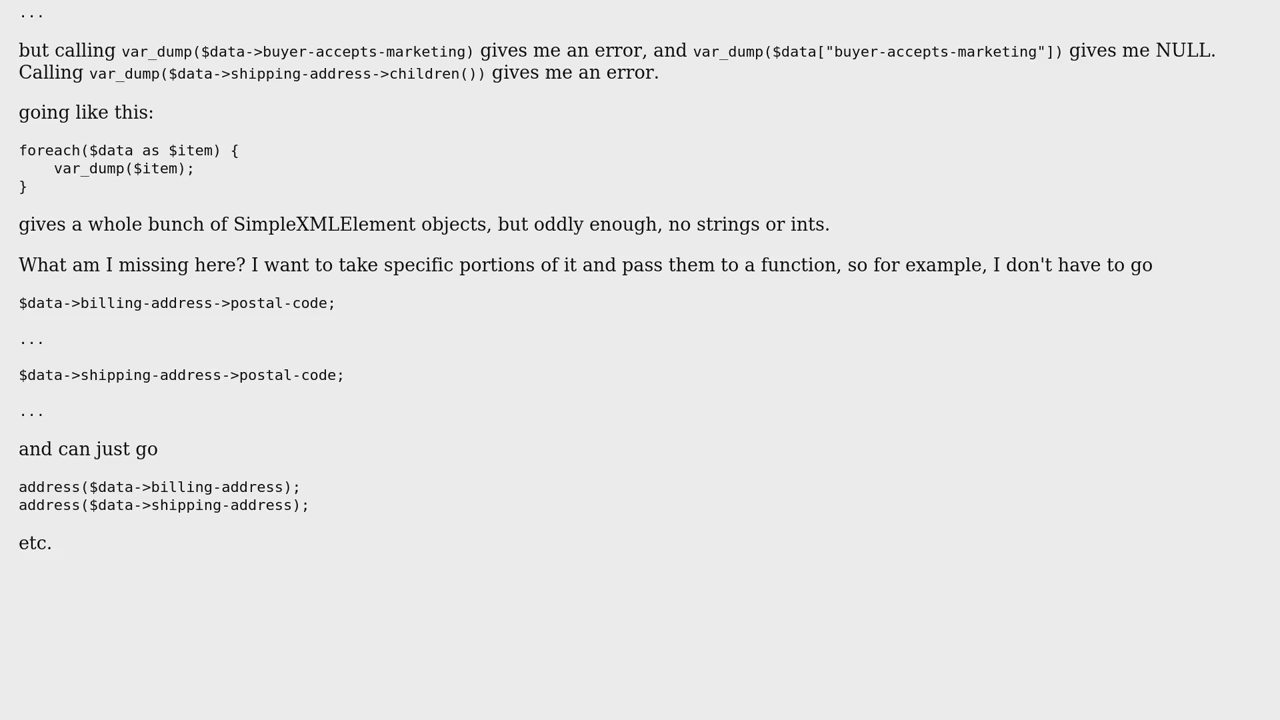 ...
but calling var_dump($data->buyer-accepts-marketing) gives me an error, and var_dump($data["buyer-accepts-marketing"]) gives me NULL.
Calling var_dump($data->shipping-address->children()) gives me an error.
going like this:
foreach($data as $item) {
    var_dump($item);
}
gives a whole bunch of SimpleXMLElement objects, but oddly enough, no strings or ints.
What am I missing here? I want to take specific portions of it and pass them to a function, so for example, I don't have to go
$data->billing-address->postal-code;
...
$data->shipping-address->postal-code;
...
and can just go
address($data->billing-address);
address($data->shipping-address);
etc.